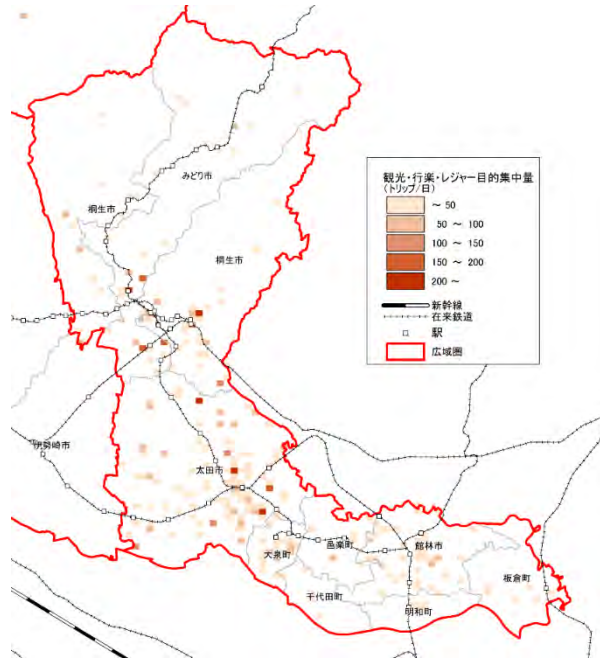 みどり市
桐生市
桐生市
伊勢崎市
太田市
大泉町
邑楽町
館林市
板倉町
千代田町
明和町
観光・行楽・レジャー目的集中量
(トリップ/日)
～ 50
50 ～ 100
100 ～ 150
150 ～ 200
200 ～
新幹線
在来鉄道
駅
広域圏